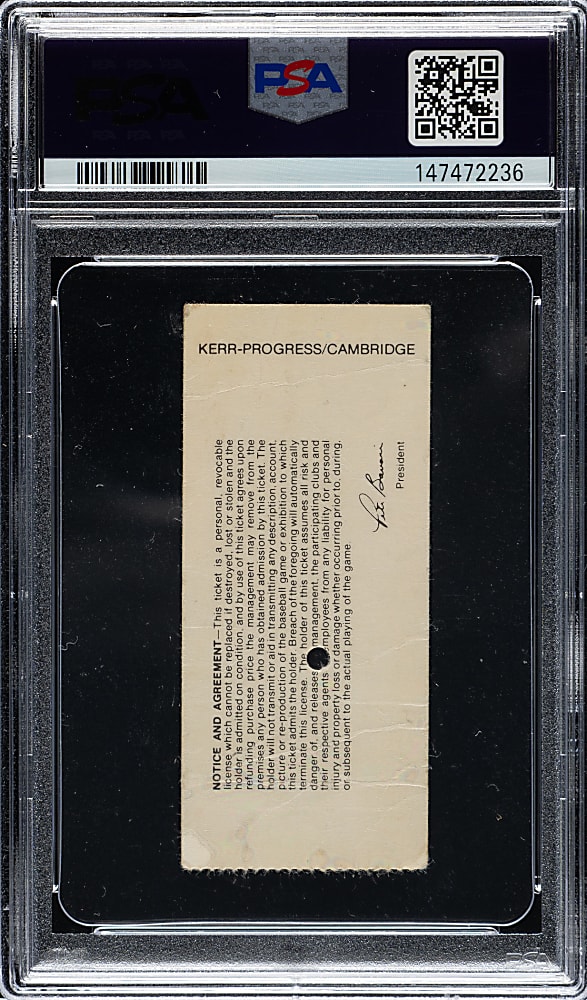 PSA
147472236
KERR-PROGRESS/CAMBRIDGE
NOTICE AND AGREEMENT—This ticket is a personal, revocable
license which cannot be replaced if destroyed, lost or stolen and the
holder is admitted on condition, and by use of this ticket agrees upon
refunding purchase price the management may remove from the
premises any person who has obtained admission by this ticket. The
holder will not transmit or aid in transmitting any description, account,
picture or re-production of the baseball game or exhibition to which
this ticket admits the holder. Breach of the foregoing will automatically
terminate this license. The holder of this ticket assumes all risk and
danger of, and releases management, the participating clubs and
their respective agents employees from any liability for personal
injury and property loss or damage whether occurring prior to, during,
or subsequent to the actual playing of the game.
President